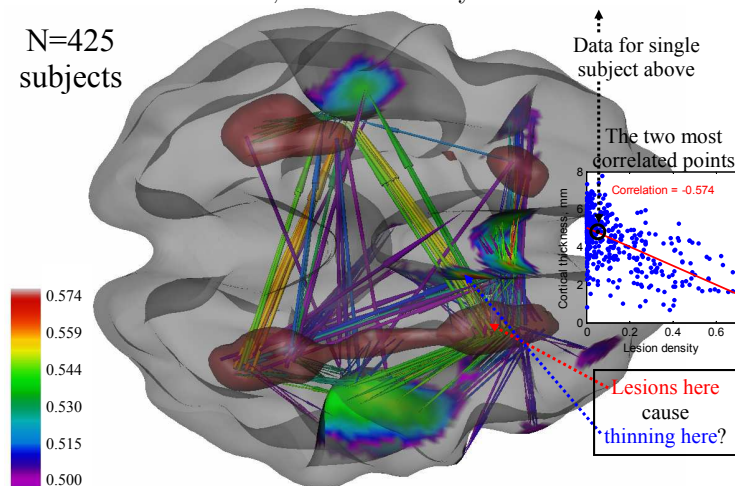 N=425
subjects
Data for single
subject above
The two most
correlated points
Correlation = -0.574
Cortical thickness, mm
8
6
4
2
0
0 0.2 0.4 0.6
Lesion density
0.574
0.559
0.544
0.530
0.515
0.500
Lesions here
cause
thinning here?